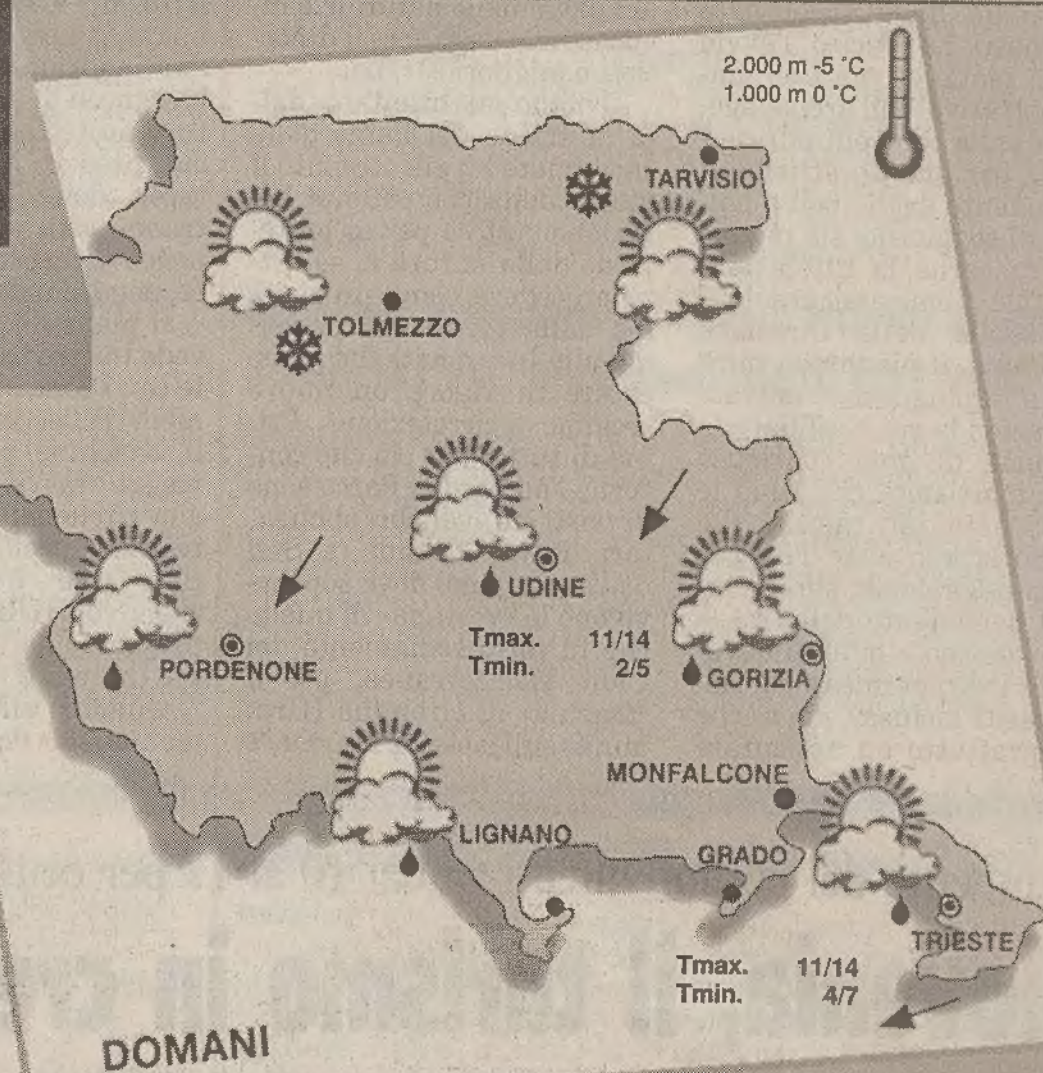 2.000 m -5 °C
1.000 m 0 °C
TARVISIO
TOLMEZZO
UDINE
Tmax. 11/14
Tmin. 2/5
PORDENONE
GORIZIA
MONFALCONE
LIGNANO
GRADO
TRIESTE
Tmax. 11/14
Tmin. 4/7
DOMANI